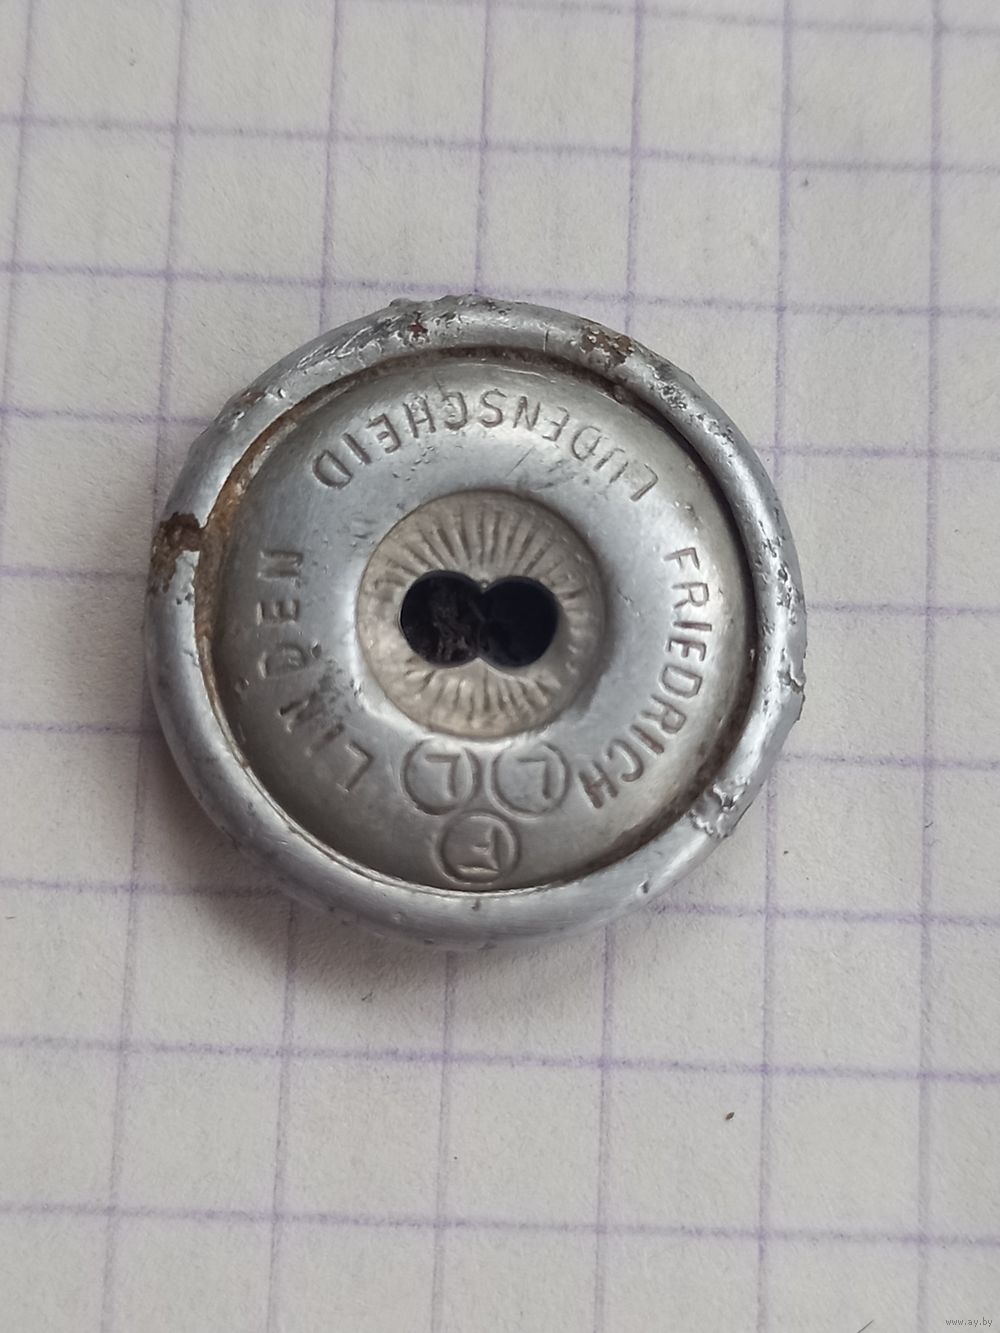 FRIEDRICH LINDEN LÜDENSCHEID
L L
F
www.ay.by